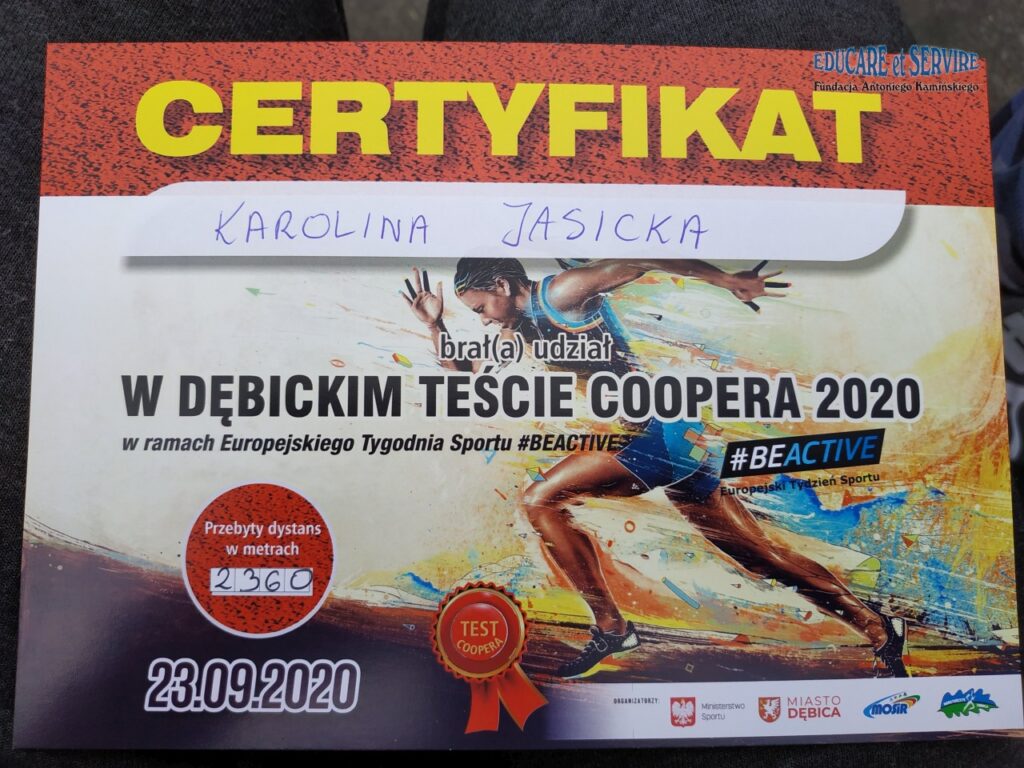 EDUCARE et SERVIRE
Fundacja Antoniego Kamińskiego
CERTYFIKAT
KAROLINA JASICKA
brał(a) udział
W DĘBICKIM TEŚCIE COOPERA 2020
w ramach Europejskiego Tygodnia Sportu #BEACTIVE
#BEACTIVE
Europejski Tydzień Sportu
Przebyty dystans
w metrach
2360
TEST
COOPERA
23.09.2020
ORGANIZATORZY:
Ministerstwo
Sportu
MIASTO
DĘBICA
MOSiR